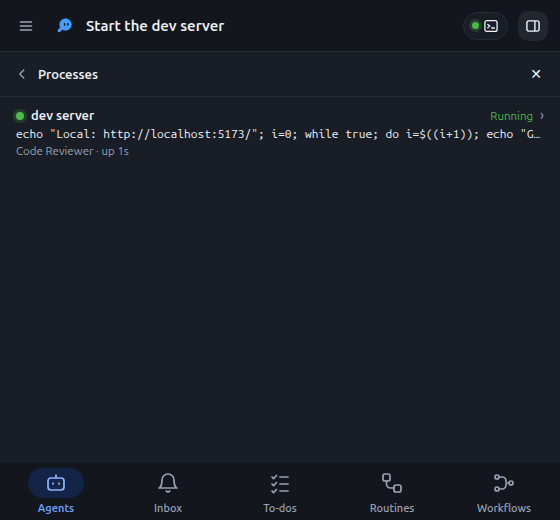 Start the dev server
Processes
dev server
Running
echo "Local: http://localhost:5173/"; i=0; while true; do i=$((i+1)); echo "G…
Code Reviewer · up 1s
Agents
Inbox
To-dos
Routines
Workflows